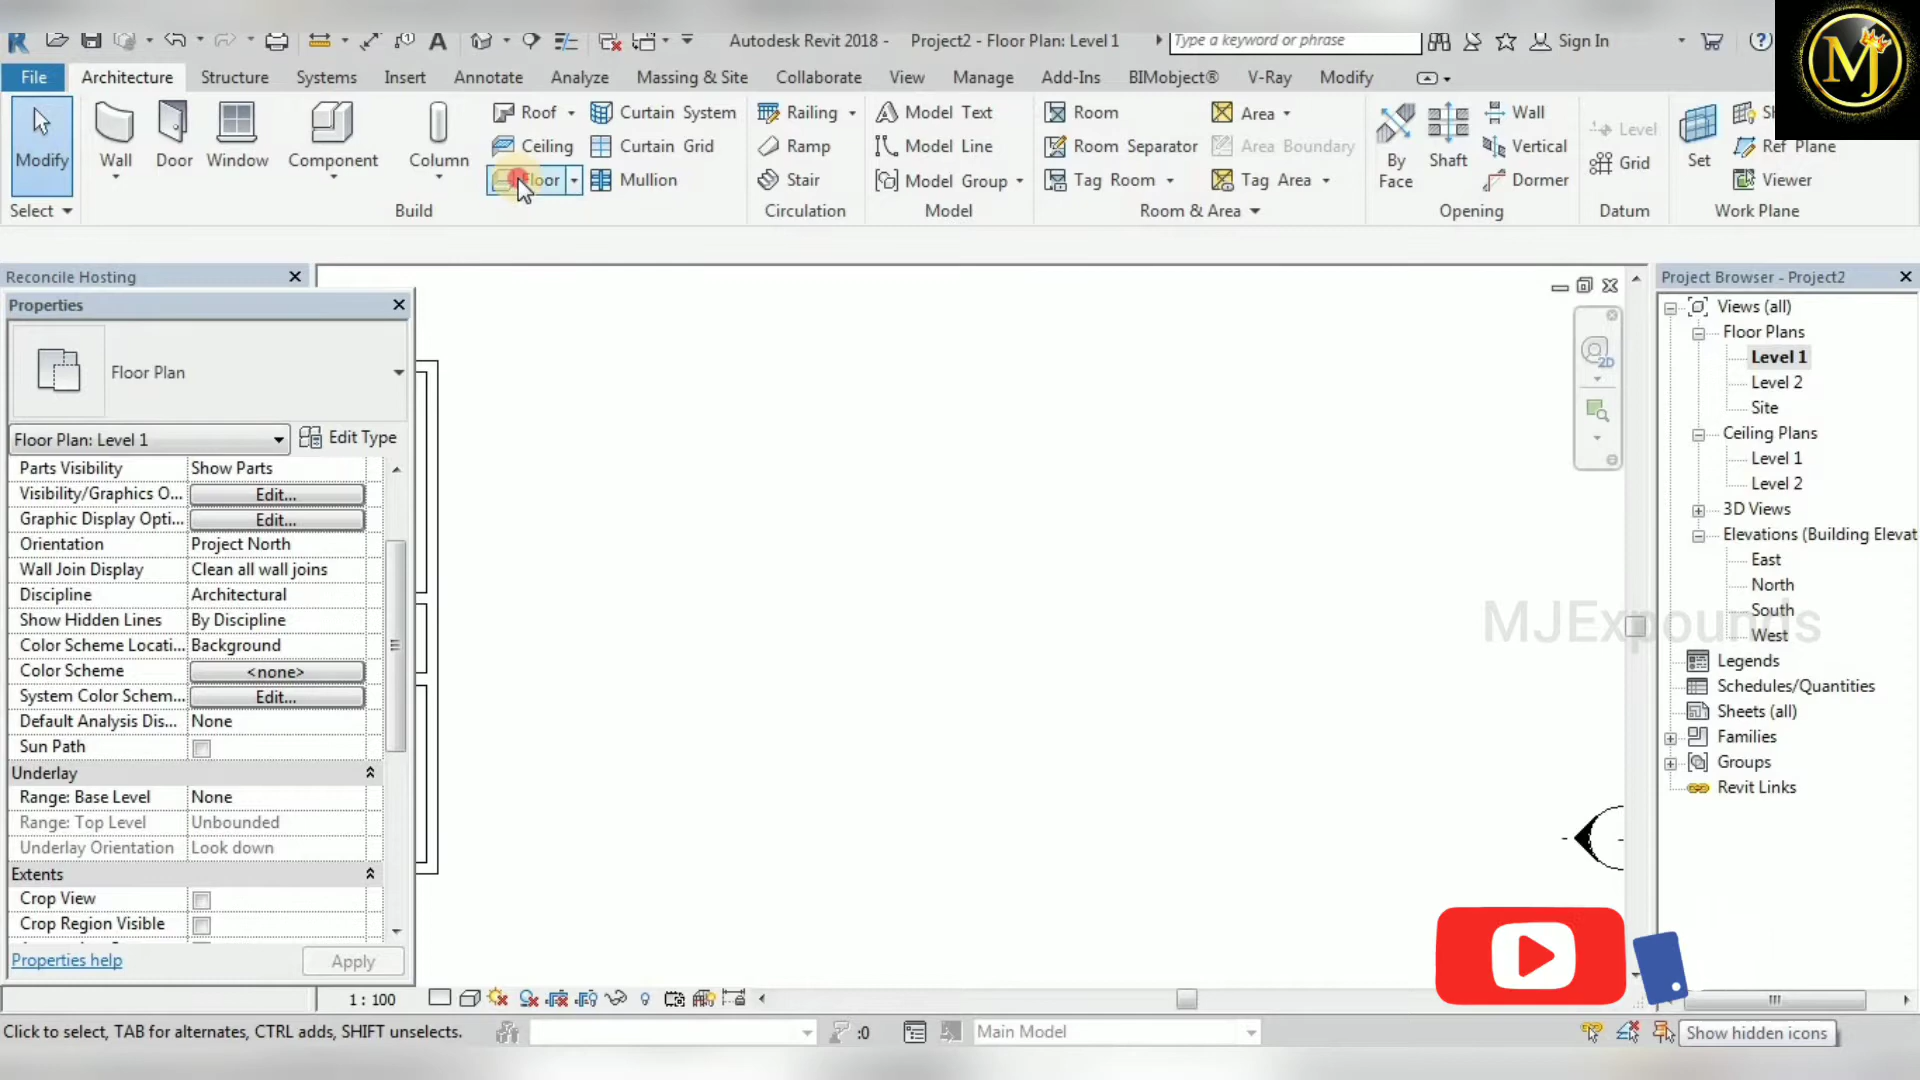 Autodesk Revit 2018 - Project2 - Floor Plan: Level 1
Type a keyword or phrase
Sign In
MJ
File Architecture Structure Systems Insert Annotate Analyze Massing & Site Collaborate View Manage Add-Ins BIMobject® V-Ray Modify
Modify Wall Door Window Component Column
Roof Curtain System Railing Model Text Room Area Wall Level
Ceiling Curtain Grid Ramp Model Line Room Separator Area Boundary By Face Shaft Vertical Grid Set Ref Plane
Mullion Stair Model Group Tag Room Tag Area Dormer Viewer
Select Build Circulation Model Room & Area Opening Datum Work Plane
Reconcile Hosting
Properties
Floor Plan
Floor Plan: Level 1 Edit Type
Parts Visibility Show Parts
Visibility/Graphics O... Edit...
Graphic Display Opti... Edit...
Orientation Project North
Wall Join Display Clean all wall joins
Discipline Architectural
Show Hidden Lines By Discipline
Color Scheme Locati... Background
Color Scheme <none>
System Color Schem... Edit...
Default Analysis Dis... None
Sun Path
Underlay
Range: Base Level None
Range: Top Level Unbounded
Underlay Orientation Look down
Extents
Crop View
Crop Region Visible
Properties help Apply
2D
Project Browser - Project2
Views (all)
Floor Plans
Level 1
Level 2
Site
Ceiling Plans
Level 1
Level 2
3D Views
Elevations (Building Elevat
East
North
South
West
Legends
Schedules/Quantities
Sheets (all)
Families
Groups
Revit Links
MJExpounds
1 : 100
Click to select, TAB for alternates, CTRL adds, SHIFT unselects.
:0
Main Model
Show hidden icons